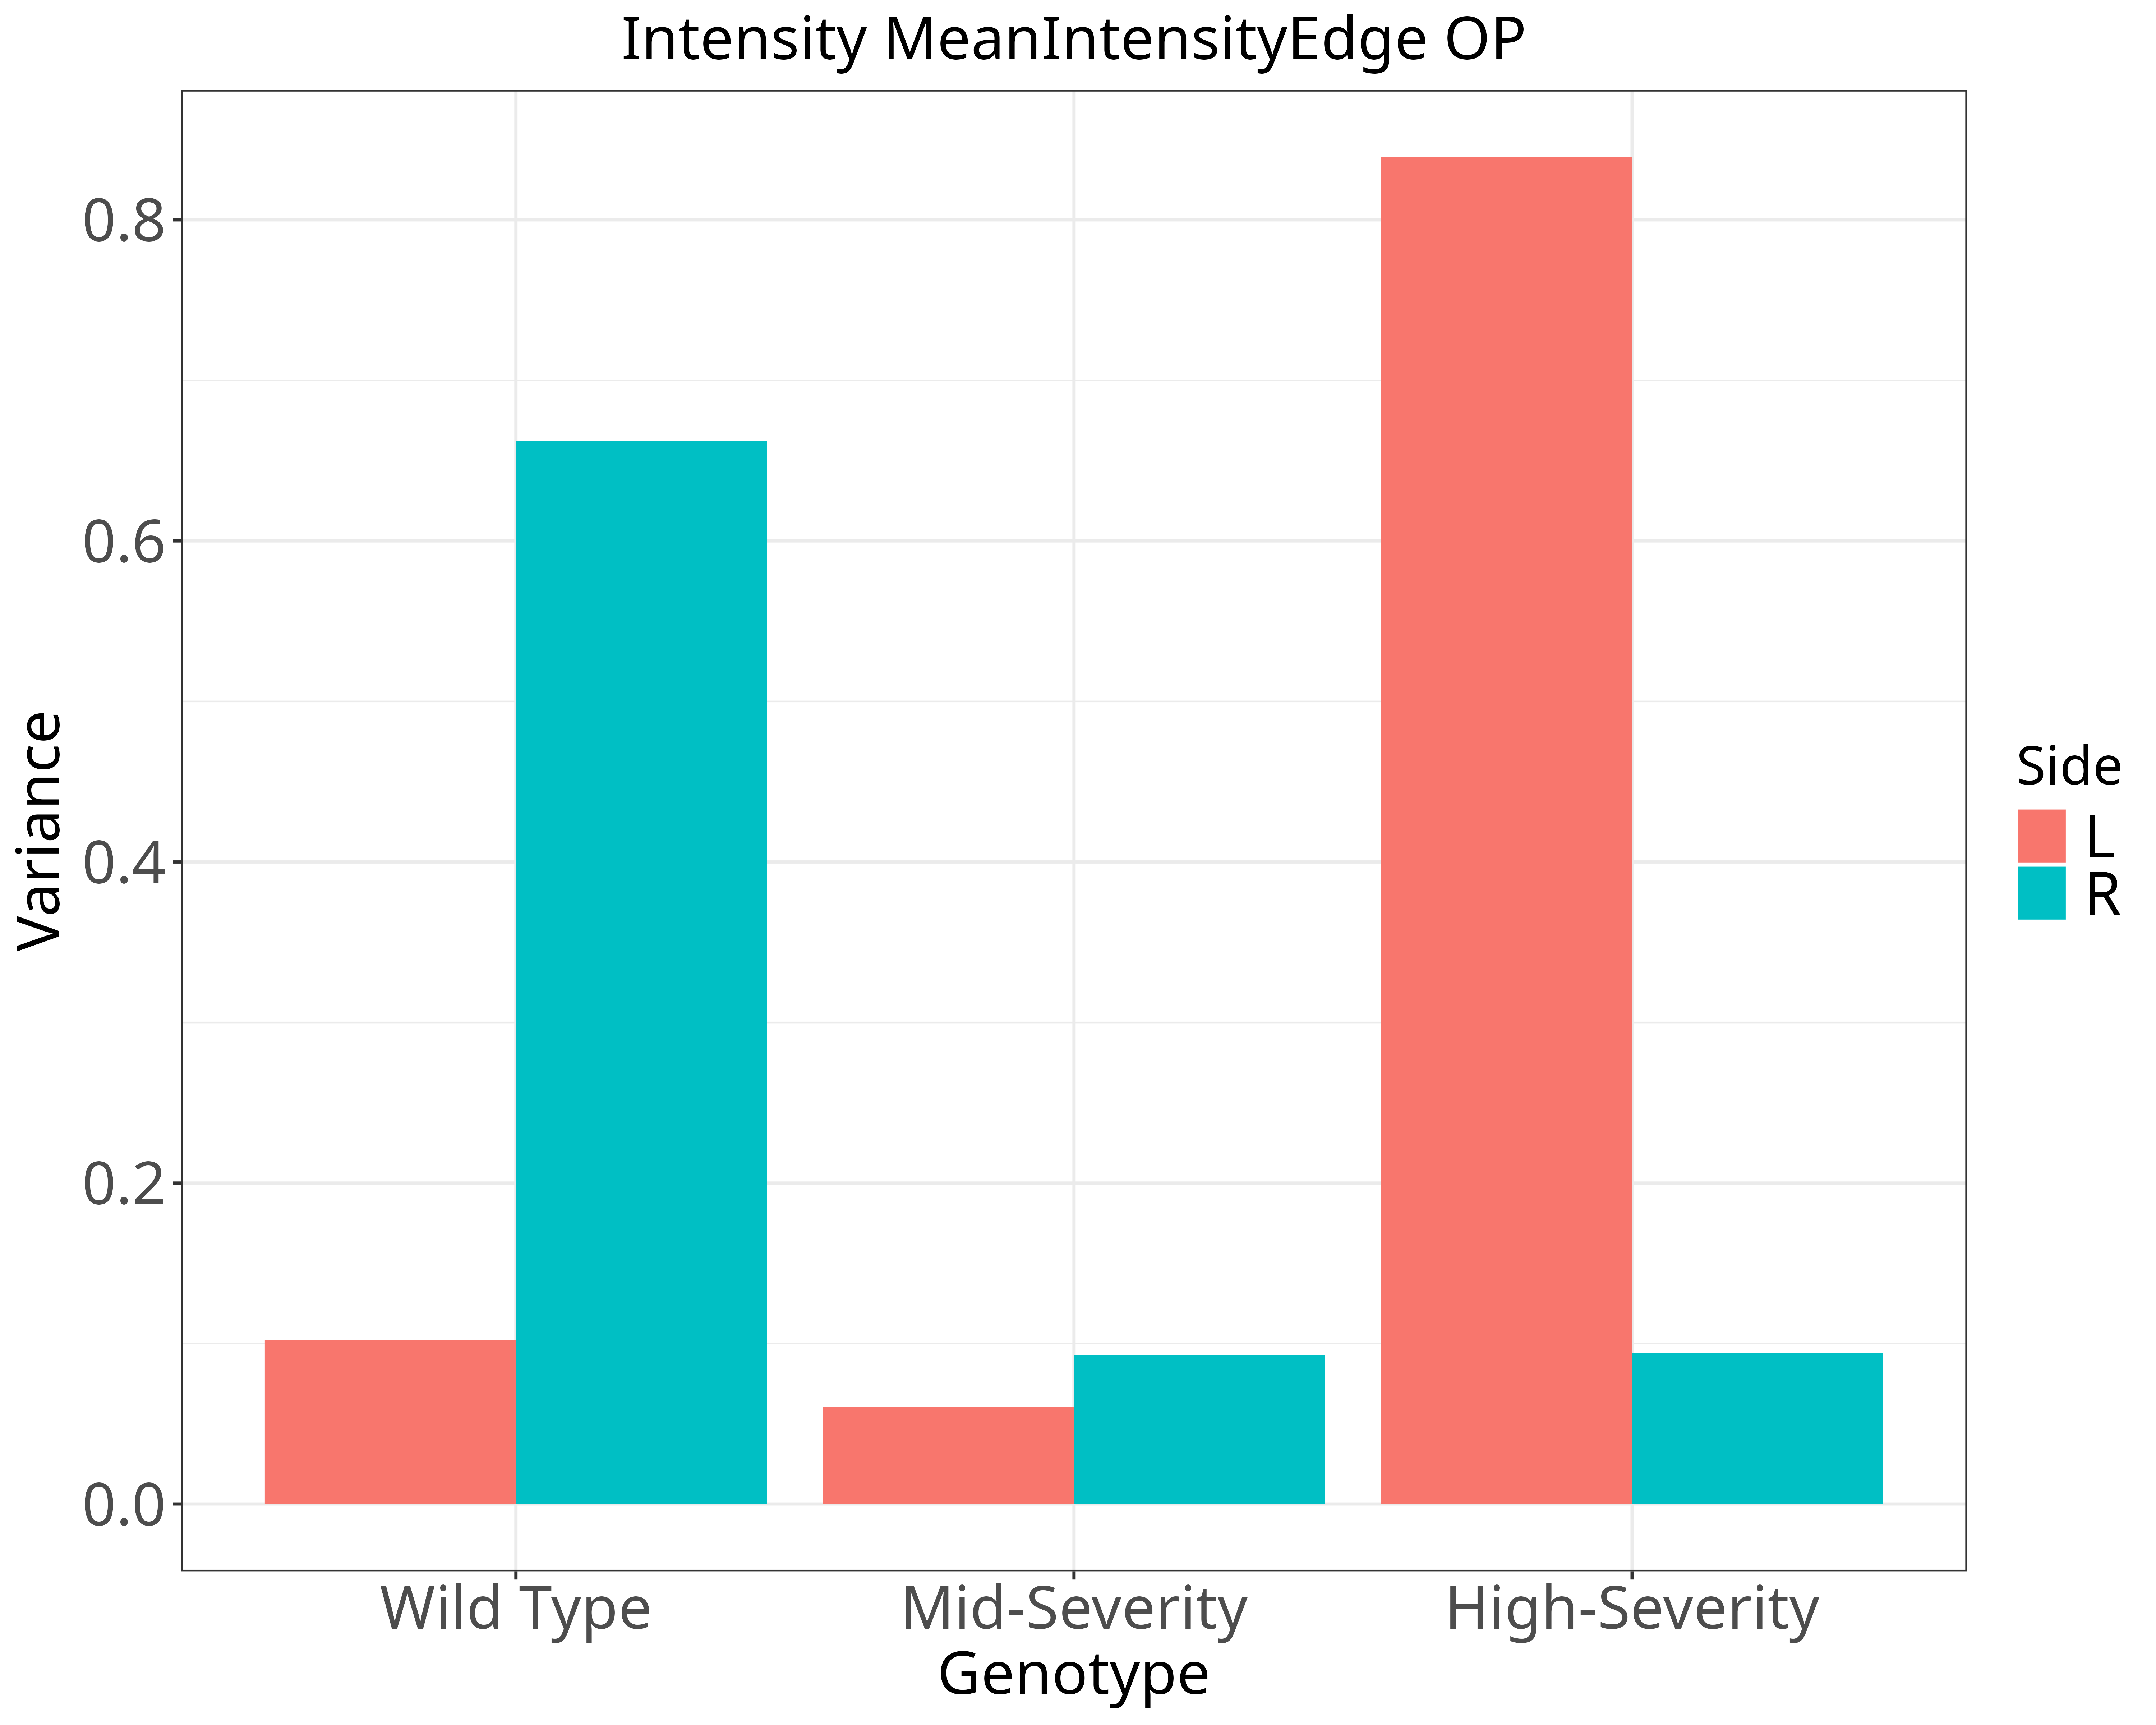 Intensity MeanIntensityEdge OP
Variance
0.8
0.6
0.4
0.2
0.0
Wild Type Mid-Severity High-Severity
Genotype
Side
L
R